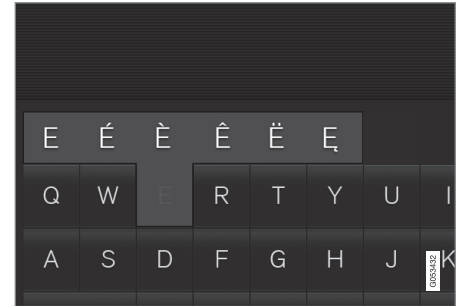 E É È Ê Ë Ę
Q W E R T Y U I
A S D F G H J K
G053432